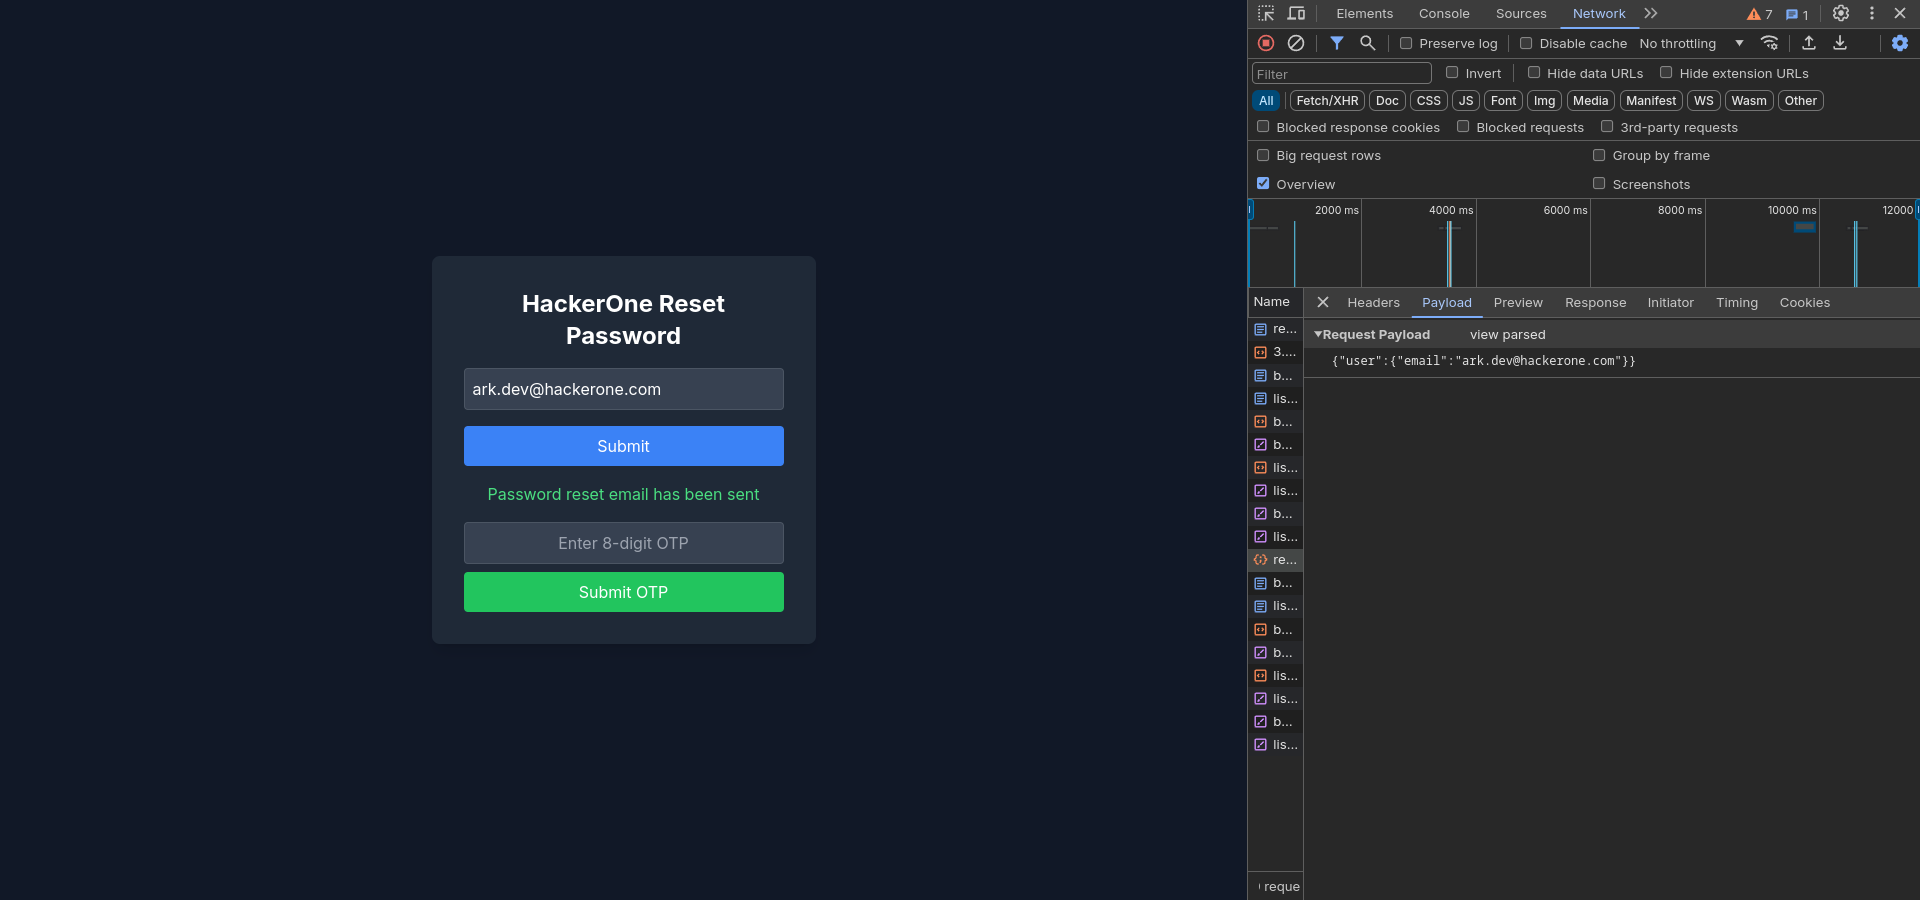 HackerOne Reset
Password
ark.dev@hackerone.com
Submit
Password reset email has been sent
Enter 8-digit OTP
Submit OTP
Elements Console Sources Network 7 1
Preserve log Disable cache No throttling
Filter Invert Hide data URLs Hide extension URLs
All Fetch/XHR Doc CSS JS Font Img Media Manifest WS Wasm Other
Blocked response cookies Blocked requests 3rd-party requests
Big request rows Group by frame
Overview Screenshots
2000 ms 4000 ms 6000 ms 8000 ms 10000 ms 12000
Name Headers Payload Preview Response Initiator Timing Cookies
re...
3....
b...
lis...
b...
b...
lis...
lis...
b...
lis...
re...
b...
lis...
b...
b...
lis...
lis...
b...
lis...
reque
Request Payload view parsed
{"user":{"email":"ark.dev@hackerone.com"}}